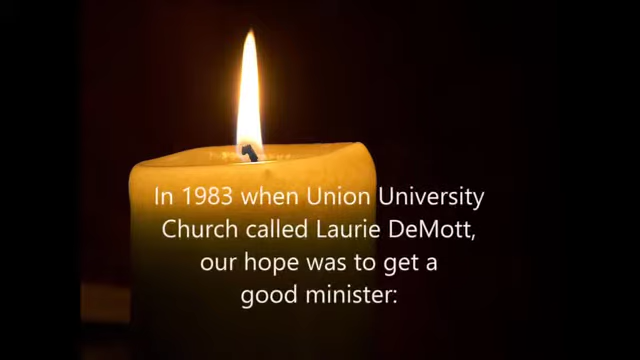 In 1983 when Union University
Church called Laurie DeMott,
our hope was to get a
good minister: